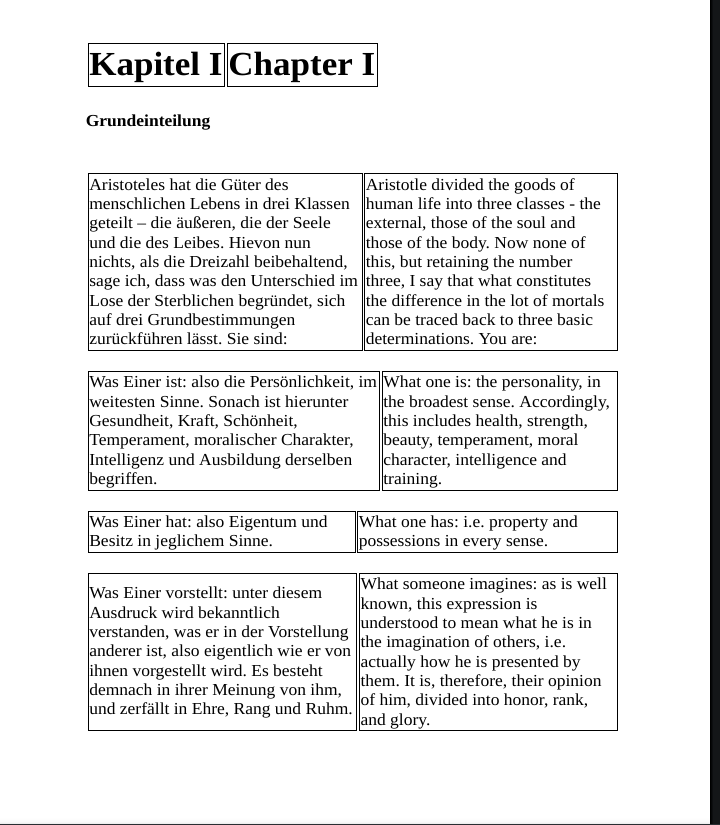 Kapitel I Chapter I
Grundeinteilung
Aristoteles hat die Güter des
menschlichen Lebens in drei Klassen
geteilt – die äußeren, die der Seele
und die des Leibes. Hievon nun
nichts, als die Dreizahl beibehaltend,
sage ich, dass was den Unterschied im
Lose der Sterblichen begründet, sich
auf drei Grundbestimmungen
zurückführen lässt. Sie sind:
Aristotle divided the goods of
human life into three classes - the
external, those of the soul and
those of the body. Now none of
this, but retaining the number
three, I say that what constitutes
the difference in the lot of mortals
can be traced back to three basic
determinations. You are:
Was Einer ist: also die Persönlichkeit, im
weitesten Sinne. Sonach ist hierunter
Gesundheit, Kraft, Schönheit,
Temperament, moralischer Charakter,
Intelligenz und Ausbildung derselben
begriffen.
What one is: the personality, in
the broadest sense. Accordingly,
this includes health, strength,
beauty, temperament, moral
character, intelligence and
training.
Was Einer hat: also Eigentum und
Besitz in jeglichem Sinne.
What one has: i.e. property and
possessions in every sense.
Was Einer vorstellt: unter diesem
Ausdruck wird bekanntlich
verstanden, was er in der Vorstellung
anderer ist, also eigentlich wie er von
ihnen vorgestellt wird. Es besteht
demnach in ihrer Meinung von ihm,
und zerfällt in Ehre, Rang und Ruhm.
What someone imagines: as is well
known, this expression is
understood to mean what he is in
the imagination of others, i.e.
actually how he is presented by
them. It is, therefore, their opinion
of him, divided into honor, rank,
and glory.